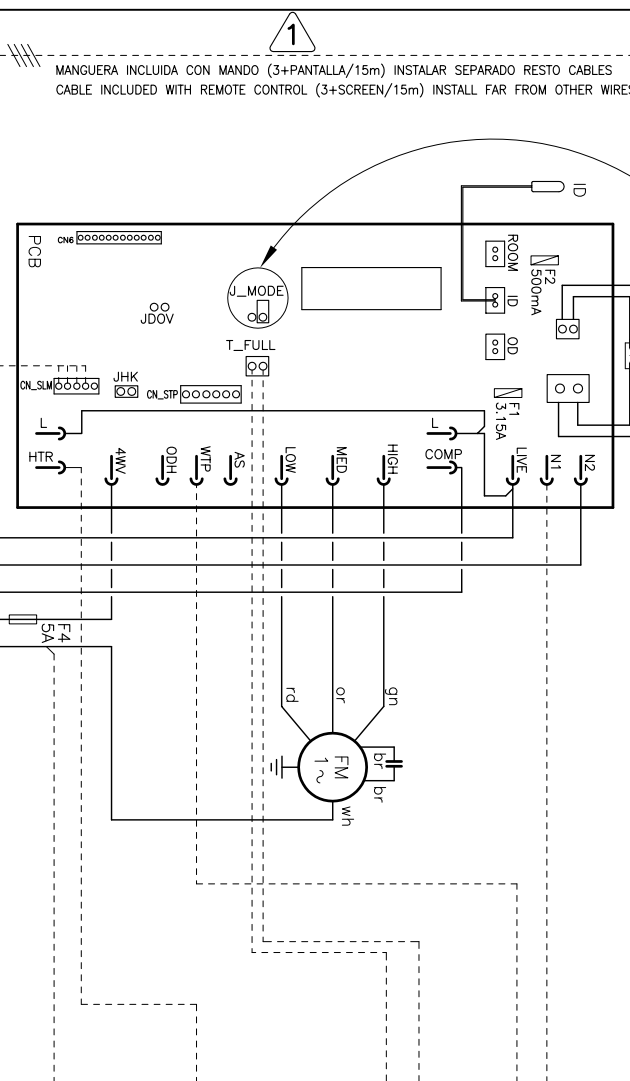 1
MANGUERA INCLUIDA CON MANDO (3+PANTALLA/15m) INSTALAR SEPARADO RESTO CABLES
CABLE INCLUDED WITH REMOTE CONTROL (3+SCREEN/15m) INSTALL FAR FROM OTHER WIRES
ID
PCB
CN6
ROOM
F2
500mA
J_MODE
ID
JDOV
T_FULL
OD
CN_SLM
JHK
CN_STP
F1
3.15A
L
L
HTR
4WV
ODH
WTP
AS
LOW
MED
HIGH
COMP
LIVE
N1
N2
F4
5A
rd
or
gn
FM
1 ~
br
br
wh